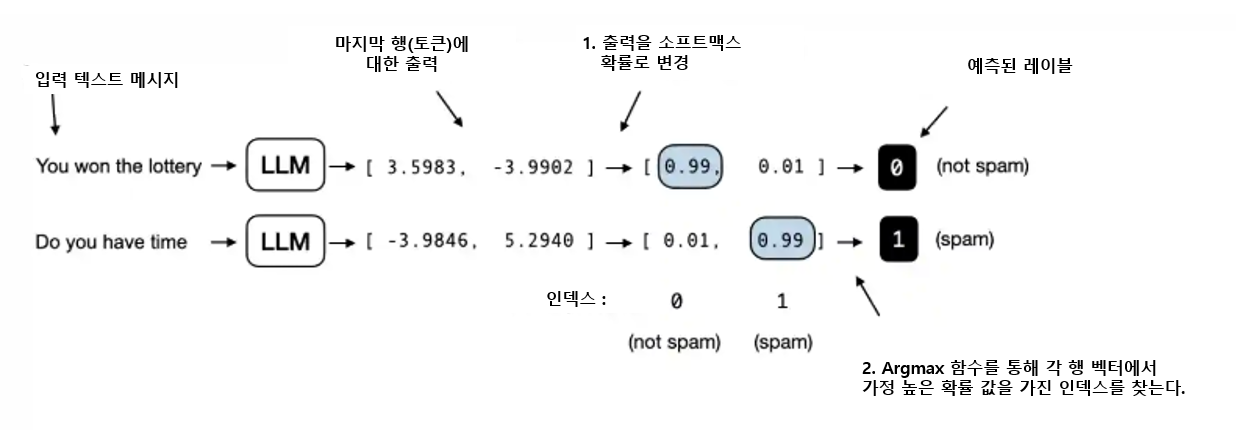 마지막 행(토큰)에
대한 출력
1. 출력을 소프트맥스
확률로 변경
예측된 레이블
입력 텍스트 메시지
You won the lottery → LLM → [ 3.5983, -3.9902 ] → [ 0.99, 0.01 ] → 0 (not spam)
Do you have time → LLM → [ -3.9846, 5.2940 ] → [ 0.01, 0.99 ] → 1 (spam)
인덱스 : 0 1
(not spam) (spam)
2. Argmax 함수를 통해 각 행 벡터에서
가정 높은 확률 값을 가진 인덱스를 찾는다.